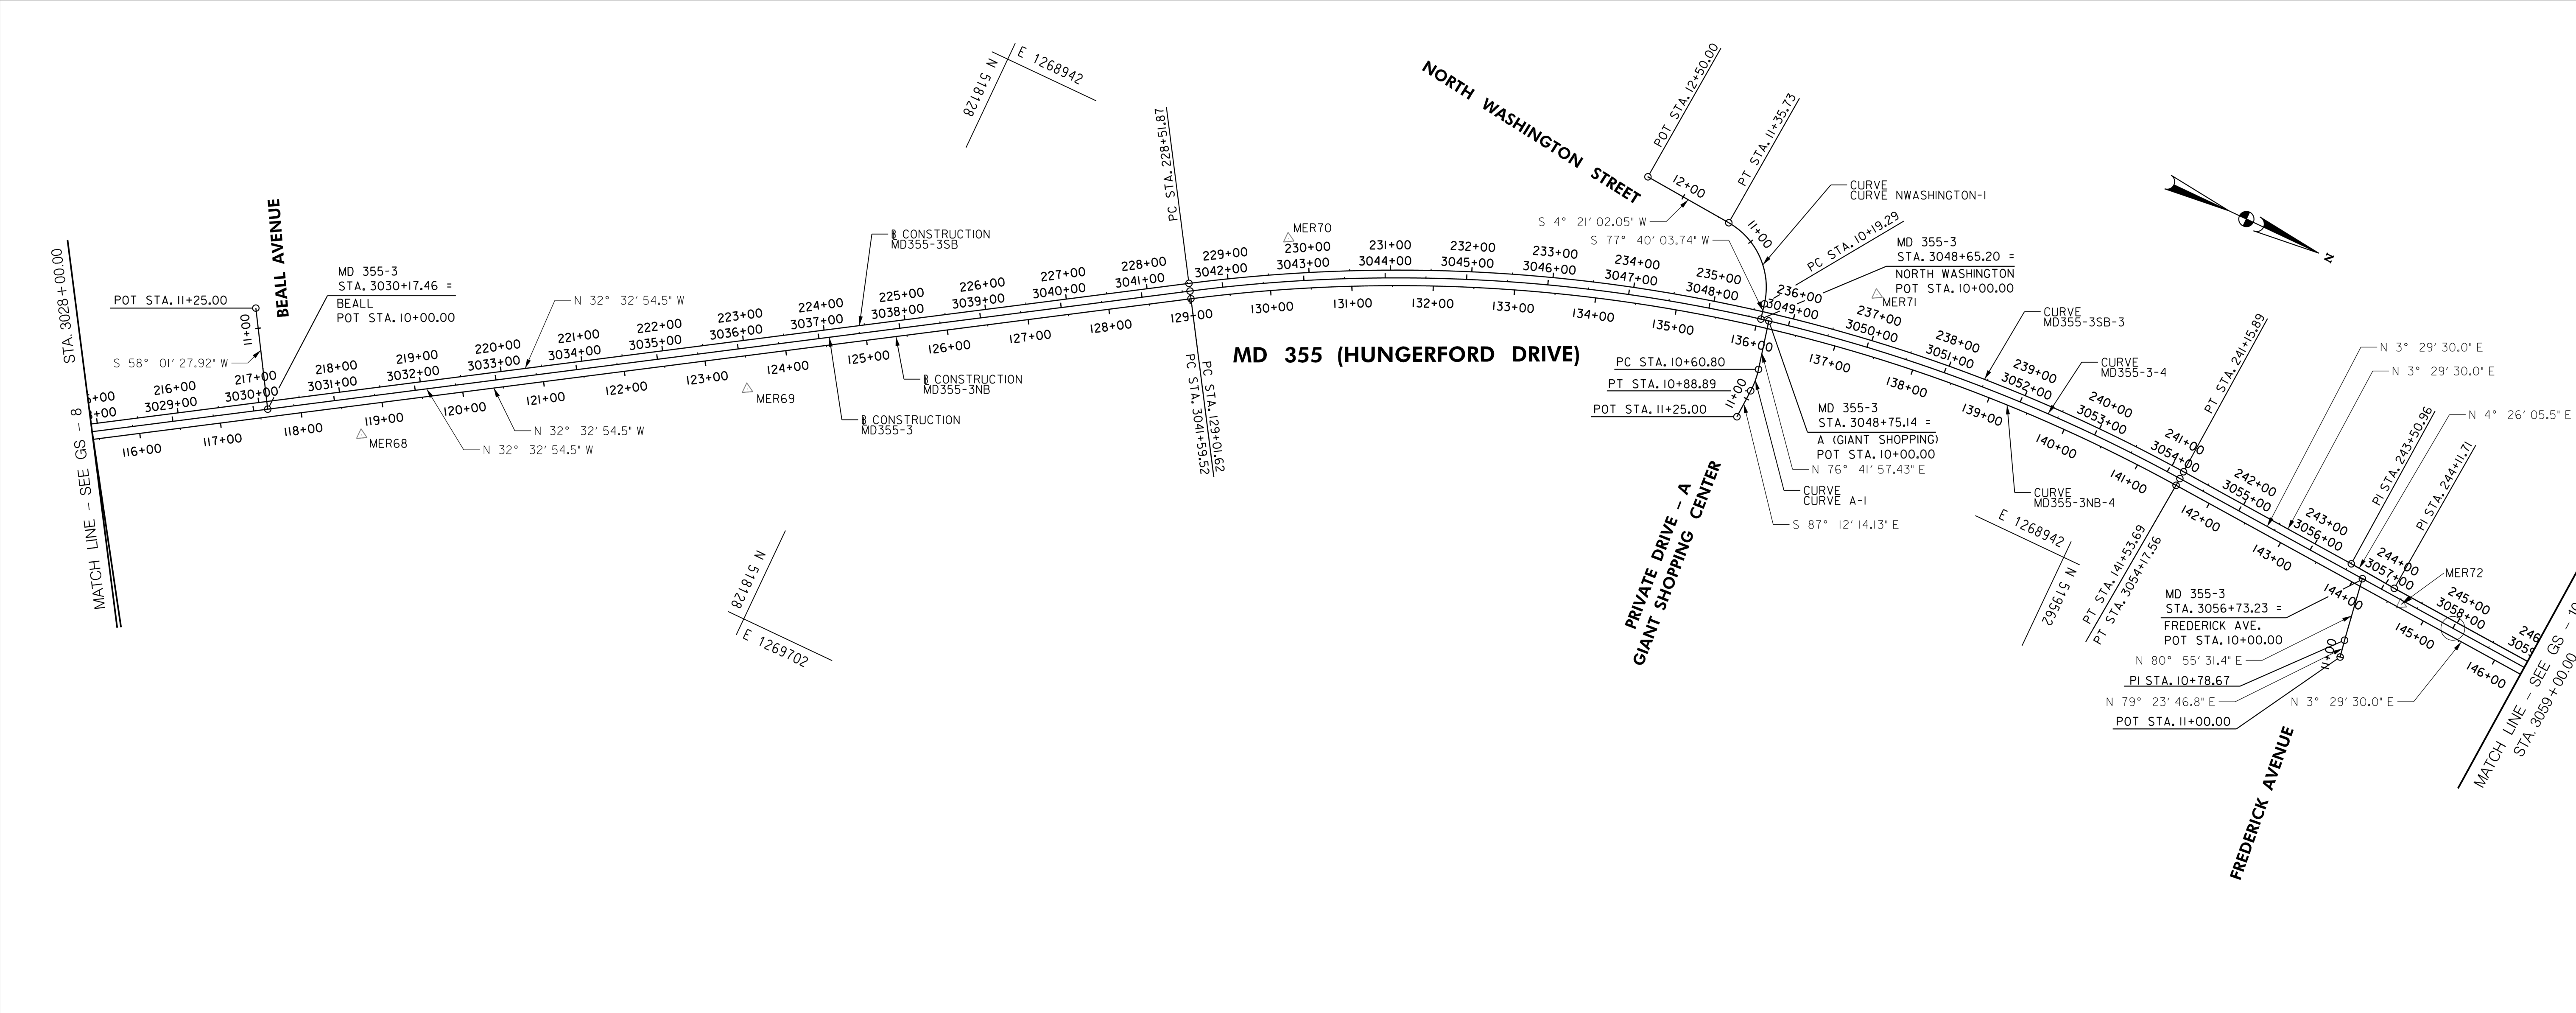 MATCH LINE - SEE GS - 8 STA. 3028+00.00
POT STA. 11+25.00
11+00
BEALL AVENUE
S 58° 01' 27.92" W
MD 355-3
STA. 3030+17.46 =
BEALL
POT STA. 10+00.00
216+00
217+00
218+00
219+00
220+00
221+00
222+00
223+00
224+00
225+00
226+00
227+00
228+00
229+00
230+00
231+00
232+00
233+00
234+00
235+00
236+00
237+00
238+00
239+00
240+00
241+00
242+00
243+00
244+00
245+00
3029+00
3030+00
3031+00
3032+00
3033+00
3034+00
3035+00
3036+00
3037+00
3038+00
3039+00
3040+00
3041+00
3042+00
3043+00
3044+00
3045+00
3046+00
3047+00
3048+00
3049+00
3050+00
3051+00
3052+00
3053+00
3054+00
3055+00
3056+00
3057+00
3058+00
116+00
117+00
118+00
119+00
120+00
121+00
122+00
123+00
124+00
125+00
126+00
127+00
128+00
129+00
130+00
131+00
132+00
133+00
134+00
135+00
136+00
137+00
138+00
139+00
140+00
141+00
142+00
143+00
144+00
145+00
146+00
MER68
N 32° 32' 54.5" W
N 32° 32' 54.5" W
N 32° 32' 54.5" W
MER69
CONSTRUCTION
MD355-3SB
CONSTRUCTION
MD355-3NB
CONSTRUCTION
MD355-3
N 518128
E 1268942
N 518128
E 1269702
PC STA. 228+51.87
PC STA. 3041+59.52
PC STA. 129+01.62
MER70
MD 355 (HUNGERFORD DRIVE)
NORTH WASHINGTON STREET
POT STA. 12+50.00
12+00
PT STA. 11+35.73
11+00
S 4° 21' 02.05" W
S 77° 40' 03.74" W
CURVE
CURVE NWASHINGTON-1
PC STA. 10+19.29
MD 355-3
STA. 3048+65.20 =
NORTH WASHINGTON
POT STA. 10+00.00
MER71
PC STA. 10+60.80
PT STA. 10+88.89
POT STA. 11+25.00
11+00
MD 355-3
STA. 3048+75.14 =
A (GIANT SHOPPING)
POT STA. 10+00.00
N 76° 41' 57.43" E
CURVE
CURVE A-1
S 87° 12' 14.13" E
PRIVATE DRIVE - A
GIANT SHOPPING CENTER
CURVE
MD355-3SB-3
CURVE
MD355-3-4
CURVE
MD355-3NB-4
E 1268942
N 519562
PT STA. 241+15.89
PT STA. 141+53.69
PT STA. 3054+17.56
N 3° 29' 30.0" E
N 3° 29' 30.0" E
N 4° 26' 05.5" E
PI STA. 243+50.96
PI STA. 244+11.71
MER72
MD 355-3
STA. 3056+73.23 =
FREDERICK AVE.
POT STA. 10+00.00
N 80° 55' 31.4" E
PI STA. 10+78.67
N 79° 23' 46.8" E
POT STA. 11+00.00
11+00
N 3° 29' 30.0" E
FREDERICK AVENUE
MATCH LINE - SEE GS - 10
STA. 3059+00.00
N